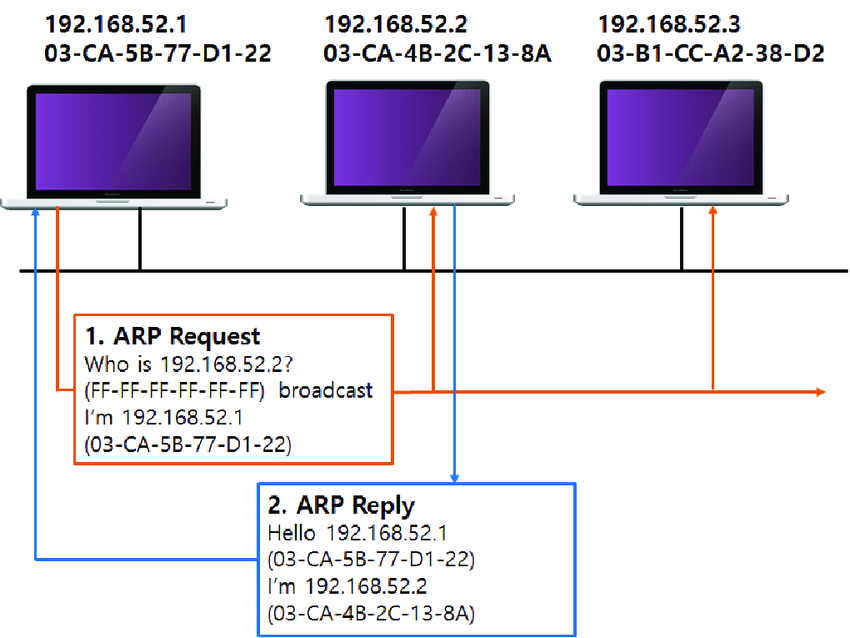 192.168.52.1
03-CA-5B-77-D1-22
192.168.52.2
03-CA-4B-2C-13-8A
192.168.52.3
03-B1-CC-A2-38-D2
1. ARP Request
Who is 192.168.52.2?
(FF-FF-FF-FF-FF-FF) broadcast
I'm 192.168.52.1
(03-CA-5B-77-D1-22)
2. ARP Reply
Hello 192.168.52.1
(03-CA-5B-77-D1-22)
I'm 192.168.52.2
(03-CA-4B-2C-13-8A)